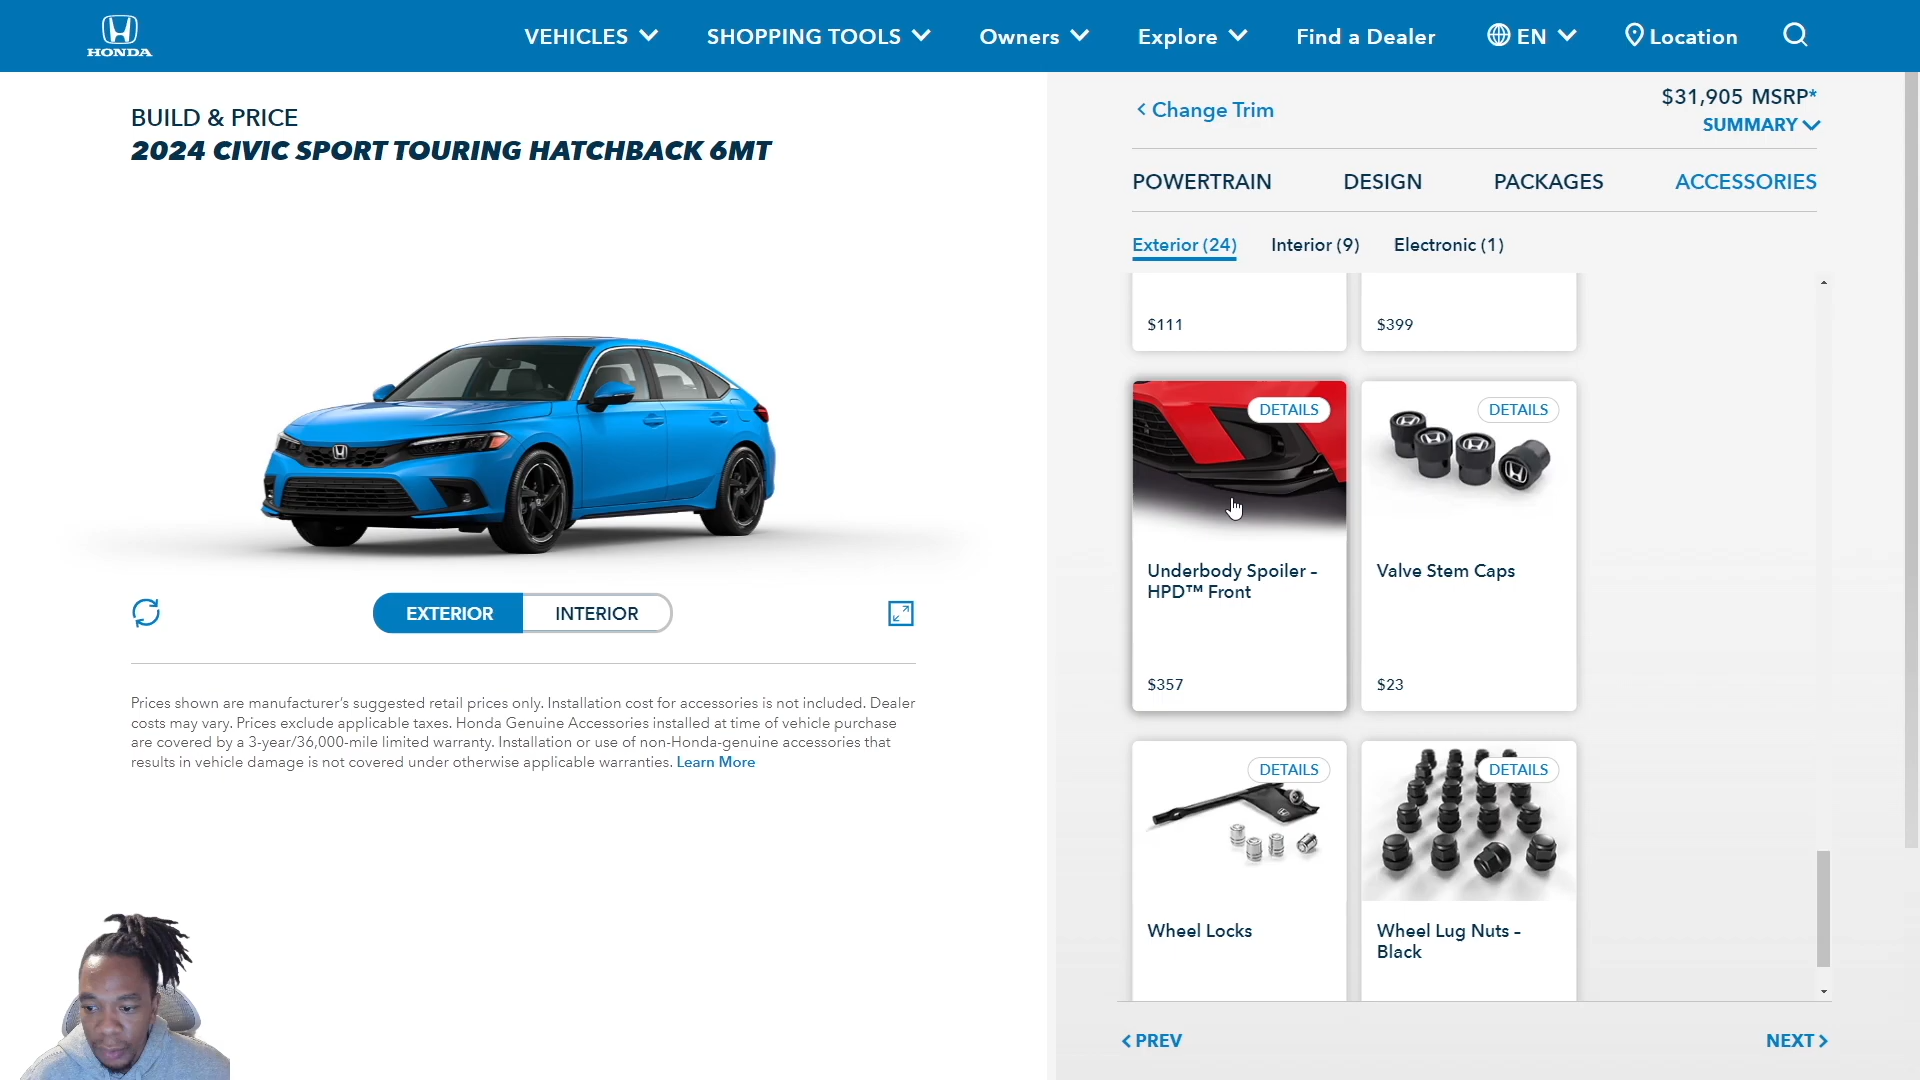 HONDA
VEHICLES
SHOPPING TOOLS
Owners
Explore
Find a Dealer
EN
Location
BUILD & PRICE
2024 CIVIC SPORT TOURING HATCHBACK 6MT
EXTERIOR
INTERIOR
Prices shown are manufacturer's suggested retail prices only. Installation cost for accessories is not included. Dealer
costs may vary. Prices exclude applicable taxes. Honda Genuine Accessories installed at time of vehicle purchase
are covered by a 3-year/36,000-mile limited warranty. Installation or use of non-Honda-genuine accessories that
results in vehicle damage is not covered under otherwise applicable warranties. Learn More
Change Trim
$31,905 MSRP*
SUMMARY
POWERTRAIN
DESIGN
PACKAGES
ACCESSORIES
Exterior (24)
Interior (9)
Electronic (1)
$111
$399
DETAILS
Underbody Spoiler –
HPD™ Front
$357
DETAILS
Valve Stem Caps
$23
DETAILS
Wheel Locks
DETAILS
Wheel Lug Nuts –
Black
PREV
NEXT